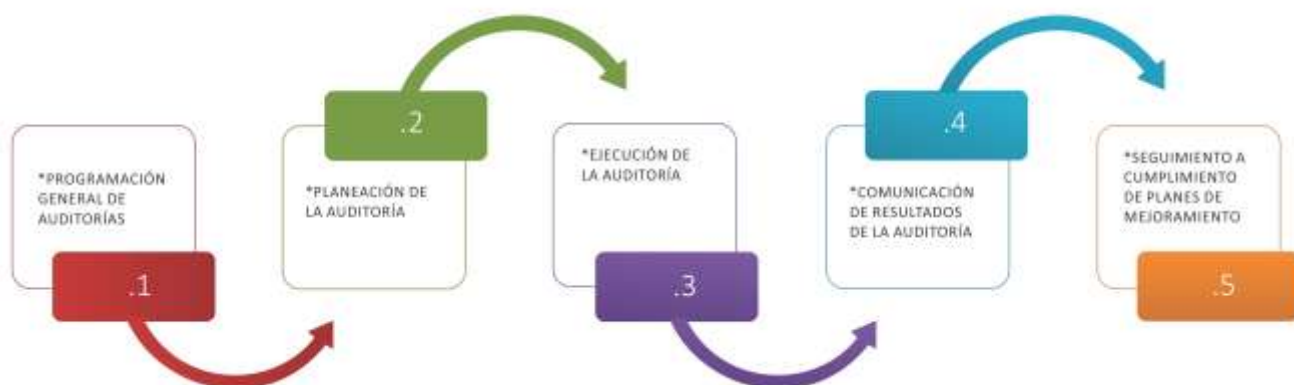 *PROGRAMACIÓN
GENERAL DE
AUDITORÍAS
.1
.2
*PLANEACIÓN DE
LA AUDITORÍA
*EJECUCIÓN DE
LA AUDITORÍA
.3
.4
*COMUNICACIÓN
DE RESULTADOS
DE LA AUDITORÍA
*SEGUIMIENTO A
CUMPLIMIENTO
DE PLANES DE
MEJORAMIENTO
.5